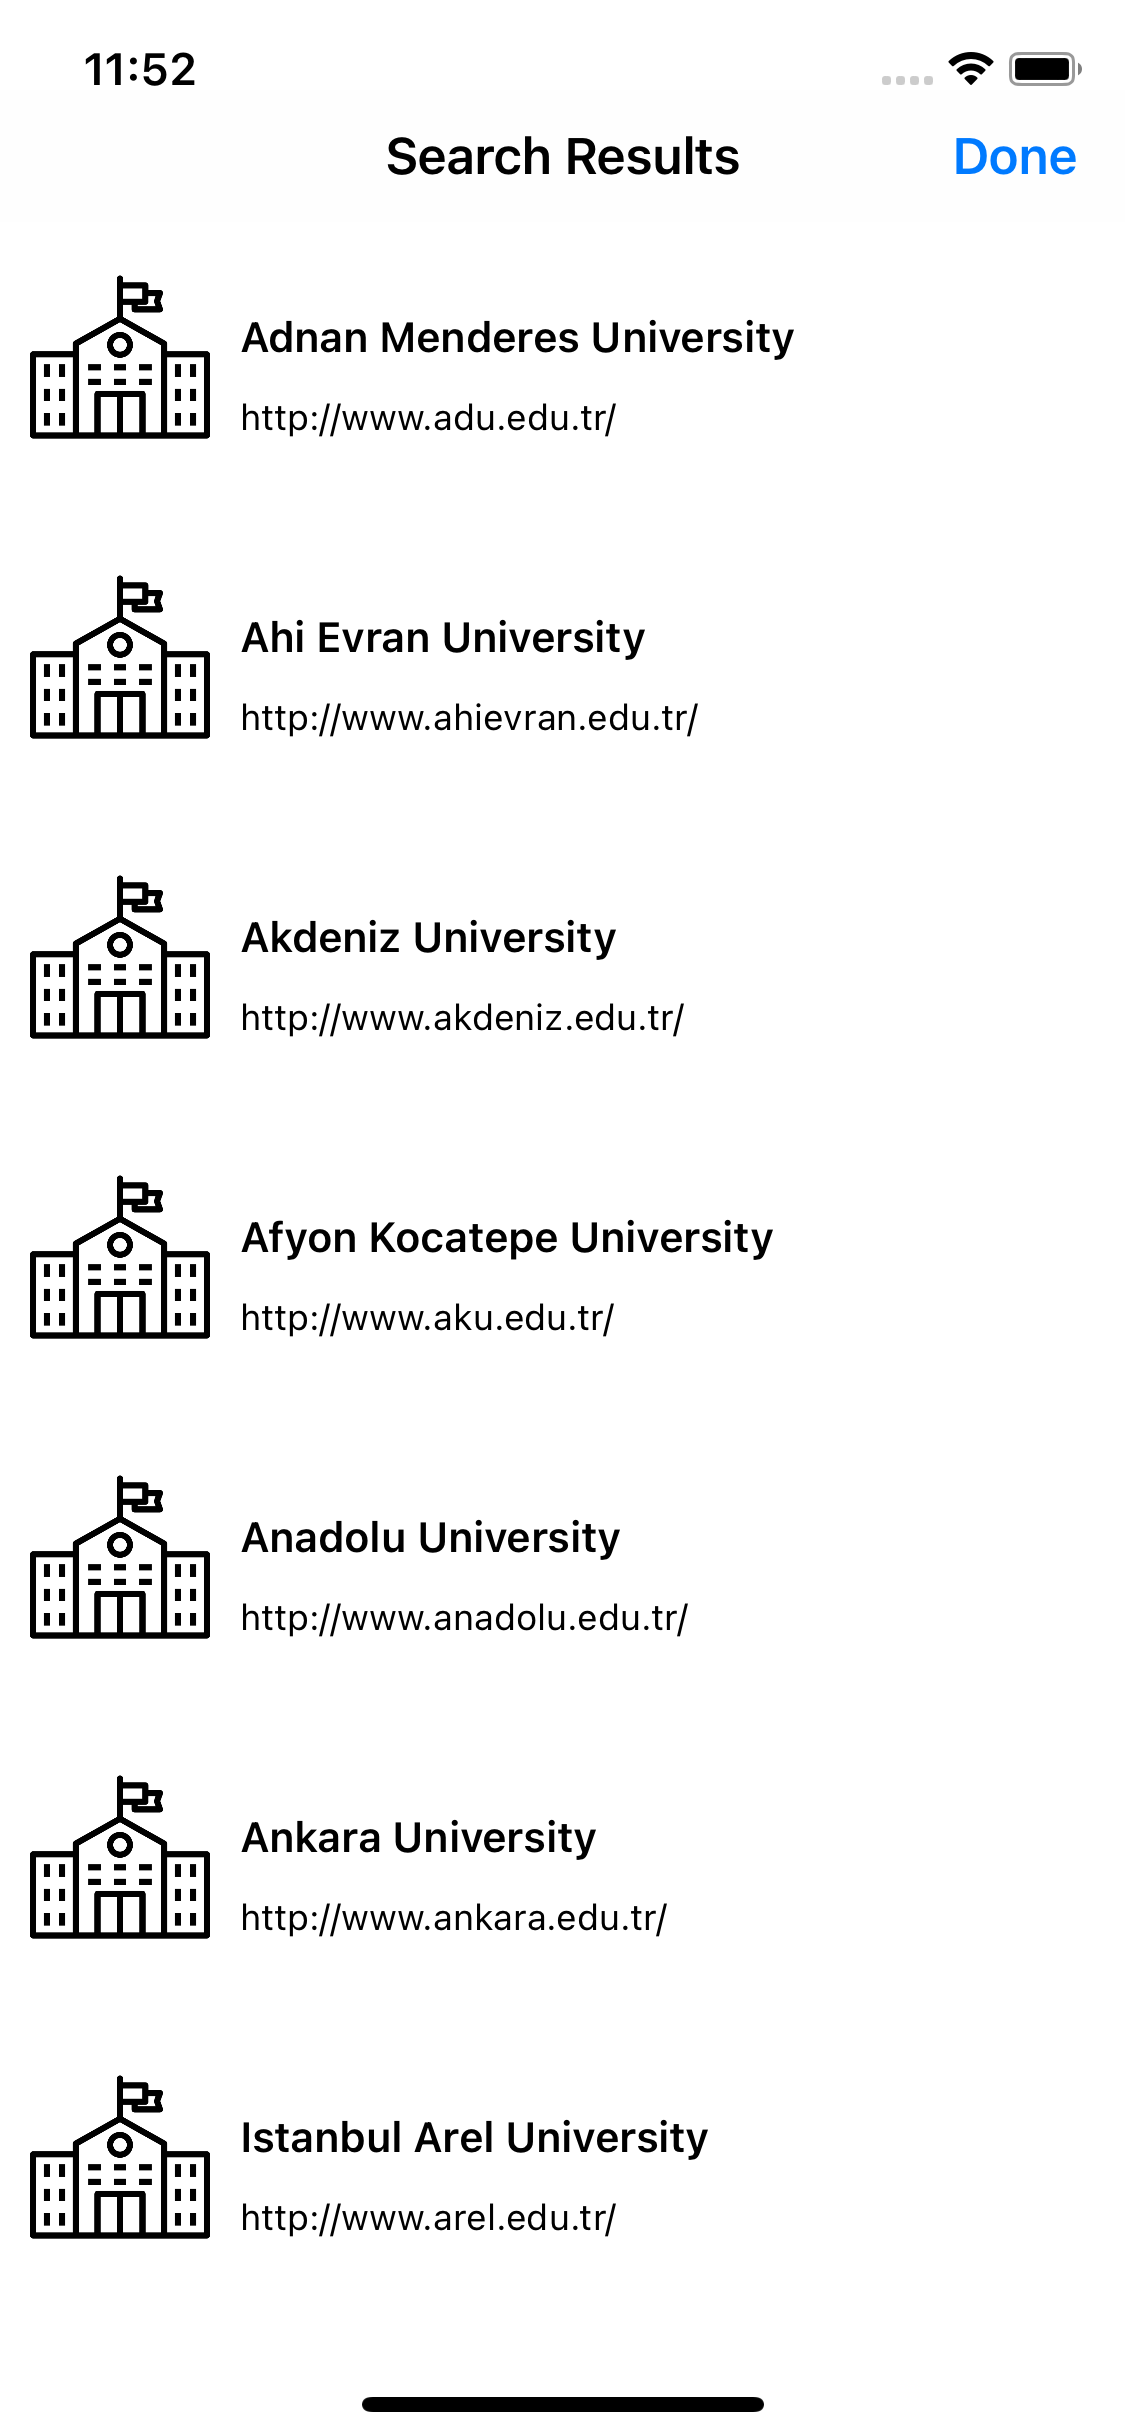 11:52
Search Results
Done
Adnan Menderes University
http://www.adu.edu.tr/
Ahi Evran University
http://www.ahievran.edu.tr/
Akdeniz University
http://www.akdeniz.edu.tr/
Afyon Kocatepe University
http://www.aku.edu.tr/
Anadolu University
http://www.anadolu.edu.tr/
Ankara University
http://www.ankara.edu.tr/
Istanbul Arel University
http://www.arel.edu.tr/